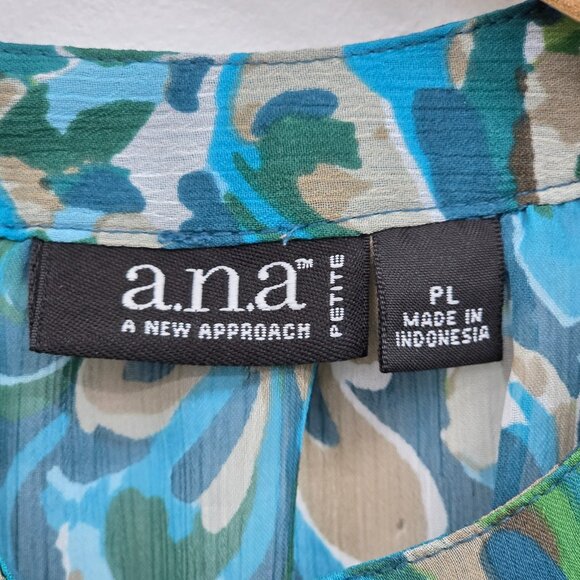 a.n.a™
A NEW APPROACH
PETITE
PL
MADE IN
INDONESIA